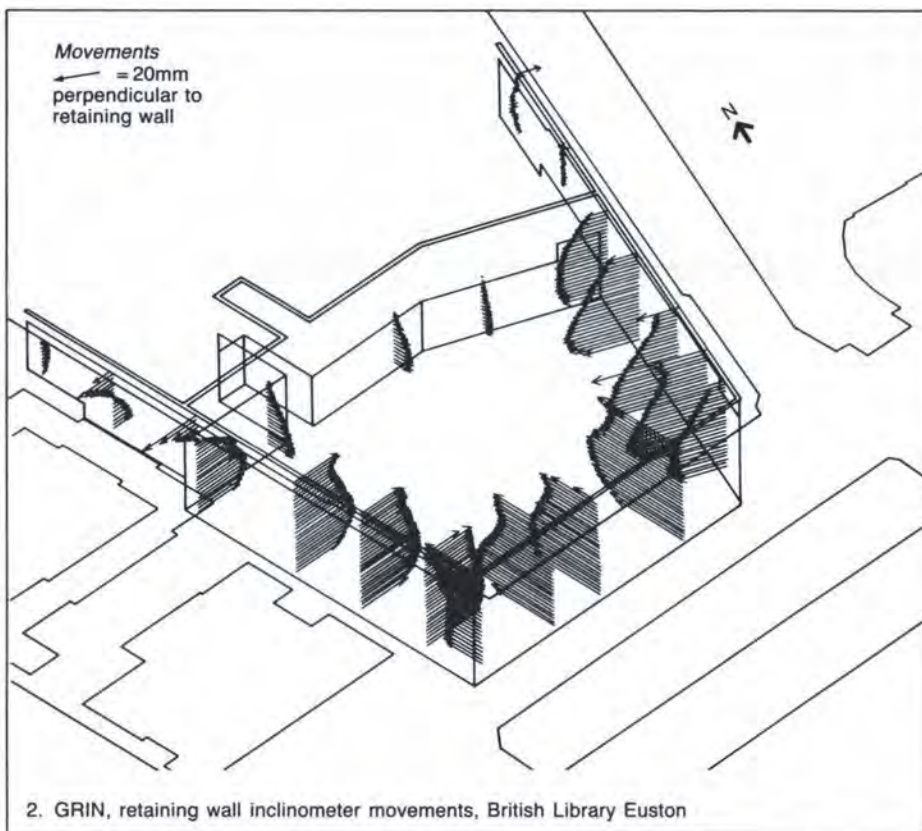 Movements
= 20mm
perpendicular to
retaining wall
N
2. GRIN, retaining wall inclinometer movements, British Library Euston